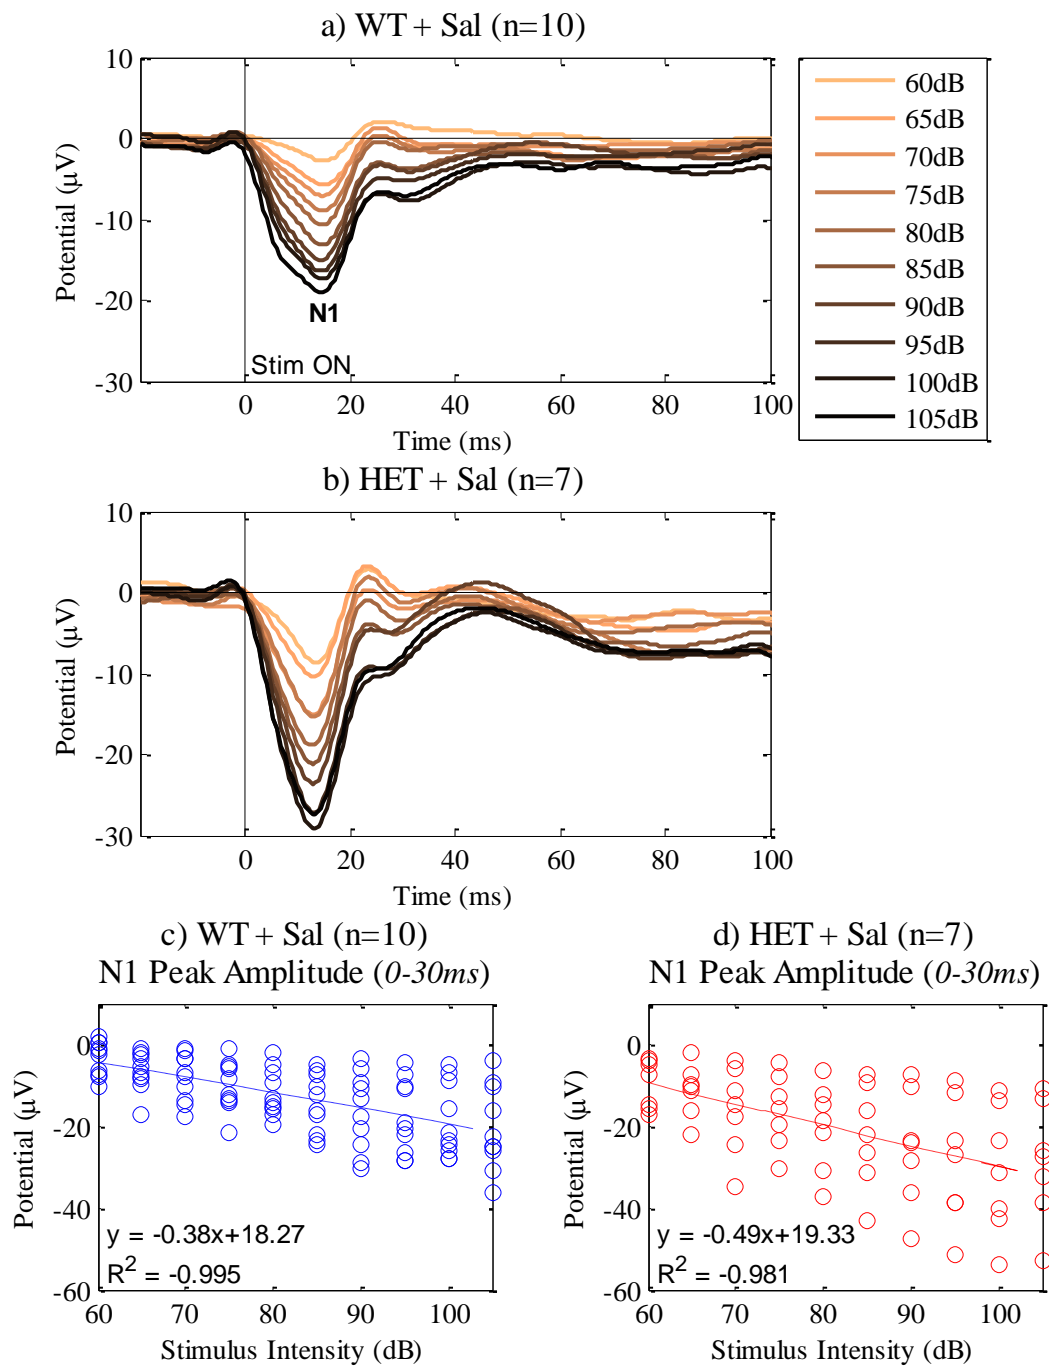 a) WT + Sal (n=10)
10
0
-10
-20
-30
Potential (µV)
N1
Stim ON
0 20 40 60 80 100
Time (ms)
60dB
65dB
70dB
75dB
80dB
85dB
90dB
95dB
100dB
105dB
b) HET + Sal (n=7)
10
0
-10
-20
-30
Potential (µV)
0 20 40 60 80 100
Time (ms)
c) WT + Sal (n=10)
N1 Peak Amplitude (0-30ms)
0
-20
-40
-60
Potential (µV)
y = -0.38x+18.27
R² = -0.995
60 70 80 90 100
Stimulus Intensity (dB)
d) HET + Sal (n=7)
N1 Peak Amplitude (0-30ms)
0
-20
-40
-60
Potential (µV)
y = -0.49x+19.33
R² = -0.981
60 70 80 90 100
Stimulus Intensity (dB)